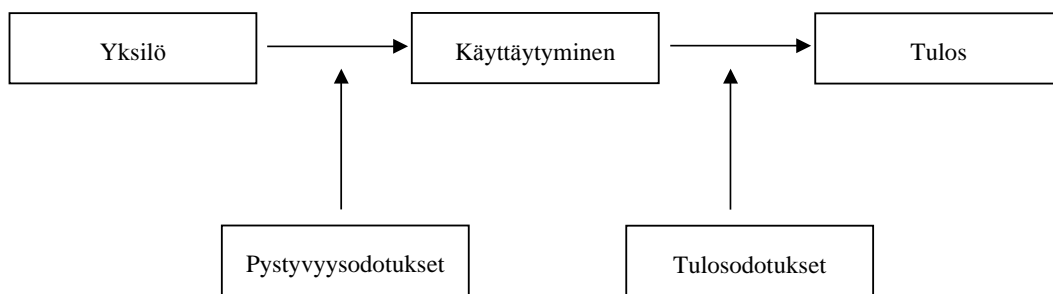 Yksilö
Käyttäytyminen
Tulos
Pystyvyysodotukset
Tulosodotukset